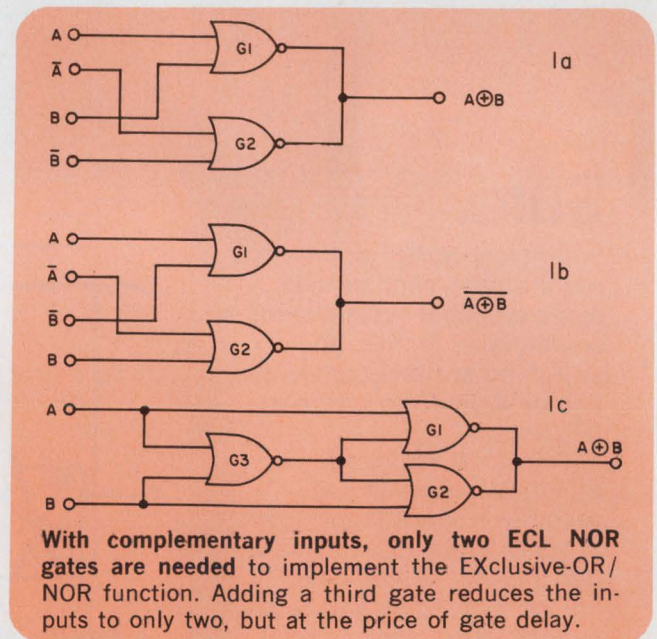 A
G1
Ia
A̅
A⊕B
B
G2
B̅
A
G1
A̅
Ib
B̅
A̅⊕̅B̅
G2
B
A
Ic
G1
A⊕B
G3
G2
B
With complementary inputs, only two ECL NOR
gates are needed to implement the EXclusive-OR/
NOR function. Adding a third gate reduces the in-
puts to only two, but at the price of gate delay.